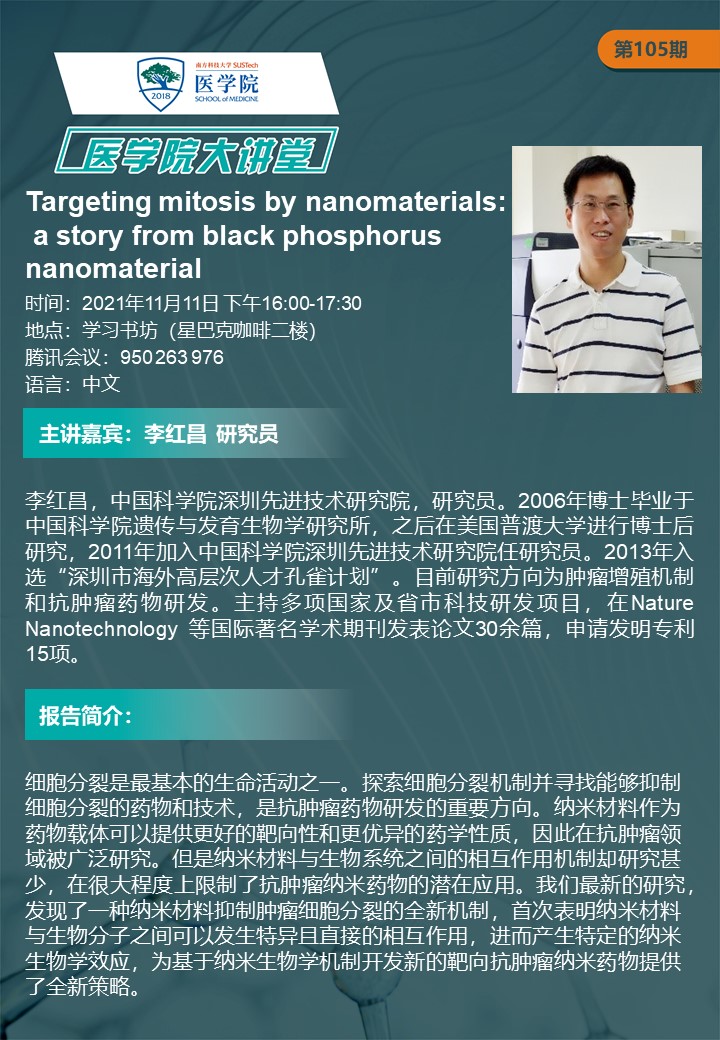 第105期
南方科技大学 SUSTech
医学院
SCHOOL of MEDICINE
2018
医学院大讲堂
Targeting mitosis by nanomaterials:
a story from black phosphorus
nanomaterial
时间：2021年11月11日 下午16:00-17:30
地点：学习书坊（星巴克咖啡二楼）
腾讯会议：950 263 976
语言：中文
主讲嘉宾：李红昌 研究员
李红昌，中国科学院深圳先进技术研究院，研究员。2006年博士毕业于
中国科学院遗传与发育生物学研究所，之后在美国普渡大学进行博士后
研究，2011年加入中国科学院深圳先进技术研究院任研究员。2013年入
选“深圳市海外高层次人才孔雀计划”。目前研究方向为肿瘤增殖机制
和抗肿瘤药物研发。主持多项国家及省市科技研发项目，在Nature
Nanotechnology 等国际著名学术期刊发表论文30余篇，申请发明专利
15项。
报告简介：
细胞分裂是最基本的生命活动之一。探索细胞分裂机制并寻找能够抑制
细胞分裂的药物和技术，是抗肿瘤药物研发的重要方向。纳米材料作为
药物载体可以提供更好的靶向性和更优异的药学性质，因此在抗肿瘤领
域被广泛研究。但是纳米材料与生物系统之间的相互作用机制却研究甚
少，在很大程度上限制了抗肿瘤纳米药物的潜在应用。我们最新的研究，
发现了一种纳米材料抑制肿瘤细胞分裂的全新机制，首次表明纳米材料
与生物分子之间可以发生特异且直接的相互作用，进而产生特定的纳米
生物学效应，为基于纳米生物学机制开发新的靶向抗肿瘤纳米药物提供
了全新策略。